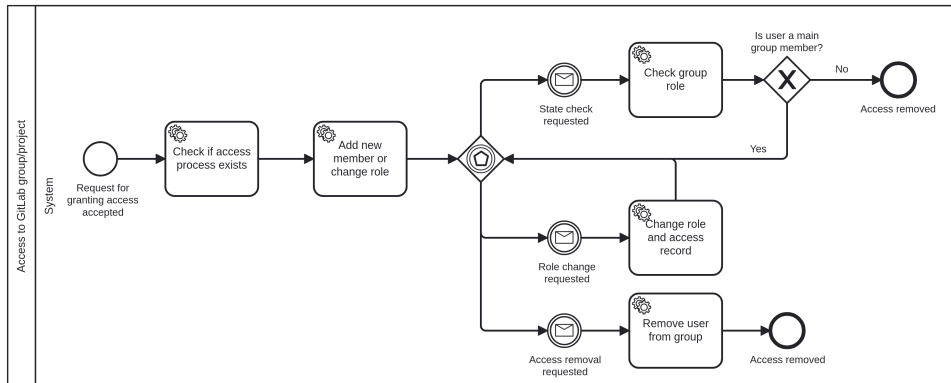 Access to GitLab group/project
System
Request for
granting access
accepted
Check if access
process exists
Add new
member or
change role
State check
requested
Check group
role
Is user a main
group member?
No
Access removed
Yes
Role change
requested
Change role
and access
record
Access removal
requested
Remove user
from group
Access removed